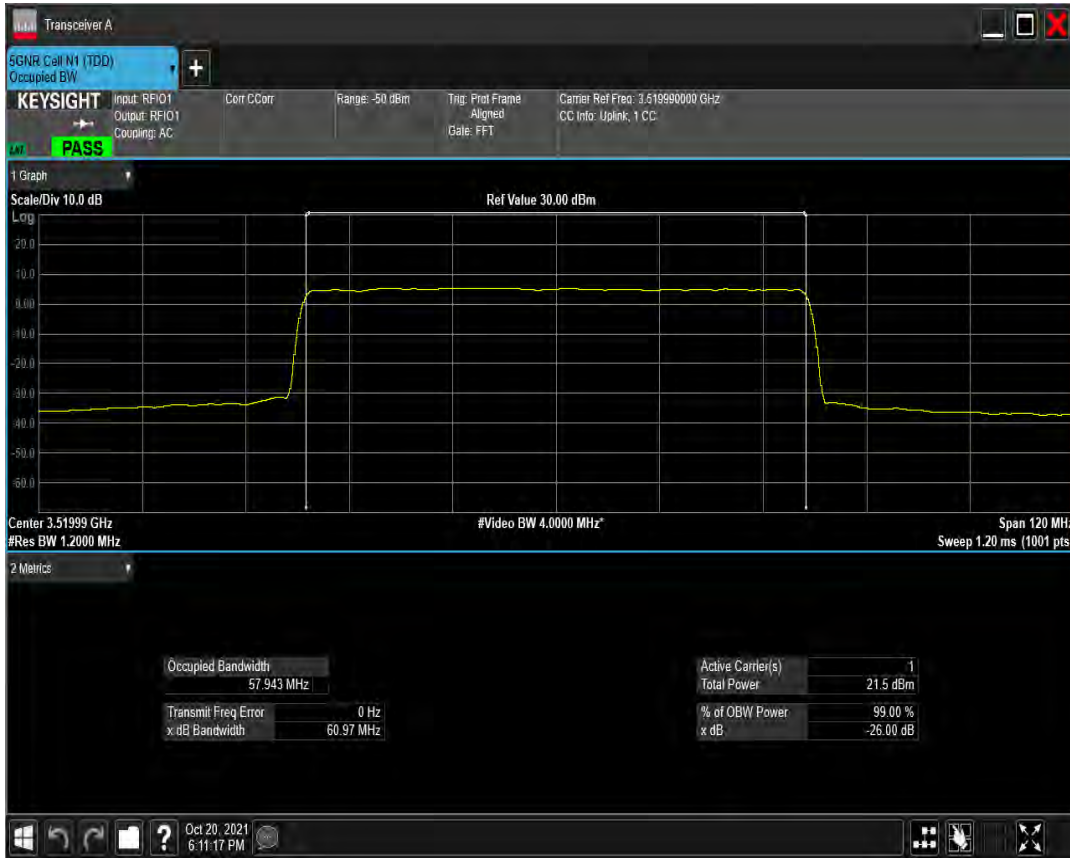 Transceiver A
5GNR Cell N1 (TDD)
Occupied BW
KEYSIGHT
Input: RFIO1
Output: RFIO1
Coupling: AC
Corr CCorr
Range: -50 dBm
Trig: Prot Frame
Aligned
Gate: FFT
Carrier Ref Freq: 3.519990000 GHz
CC Info: Uplink, 1 CC
PASS
1 Graph
Scale/Div 10.0 dB
Ref Value 30.00 dBm
Log
20.0
10.0
0.00
-10.0
-20.0
-30.0
-40.0
-50.0
-60.0
Center 3.51999 GHz
#Video BW 4.0000 MHz*
Span 120 MHz
#Res BW 1.2000 MHz
Sweep 1.20 ms (1001 pts
2 Metrics
Occupied Bandwidth
57.943 MHz
Transmit Freq Error 0 Hz
x dB Bandwidth 60.97 MHz
Active Carrier(s) 1
Total Power 21.5 dBm
% of OBW Power 99.00 %
x dB -26.00 dB
?
Oct 20, 2021
6:11:17 PM